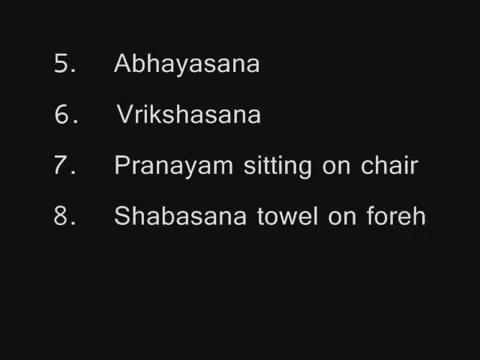 5. Abhayasana
6. Vrikshasana
7. Pranayam sitting on chair
8. Shabasana towel on foreh